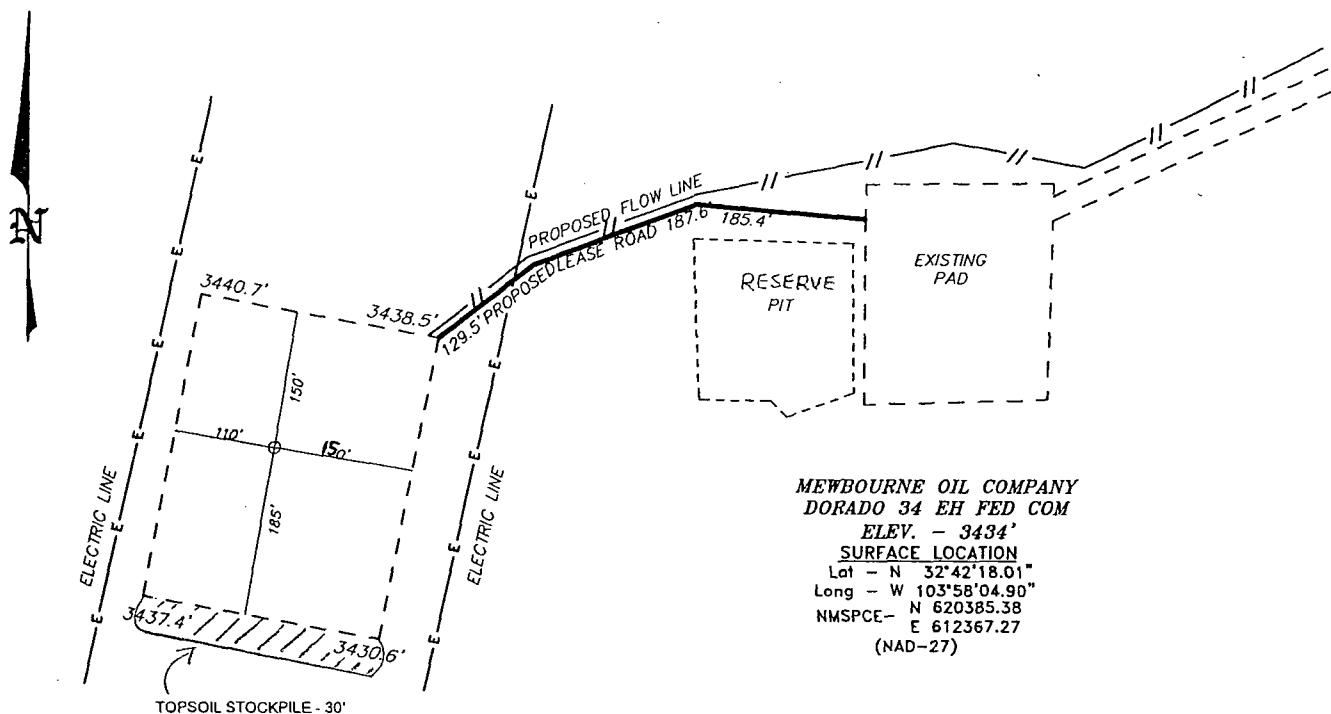 N
E
E
E
E
E
ELECTRIC LINE
E
E
E
E
E
ELECTRIC LINE
3440.7'
3438.5'
150'
110'
150'
185'
3437.4'
3430.6'
TOPSOIL STOCKPILE - 30'
PROPOSED FLOW LINE
129.5' PROPOSED LEASE ROAD 187.6'
185.4'
RESERVE
PIT
EXISTING
PAD
MEWBOURNE OIL COMPANY
DORADO 34 EH FED COM
ELEV. - 3434'
SURFACE LOCATION
Lat - N 32°42'18.01"
Long - W 103°58'04.90"
NMSPCE- N 620385.38
E 612367.27
(NAD-27)